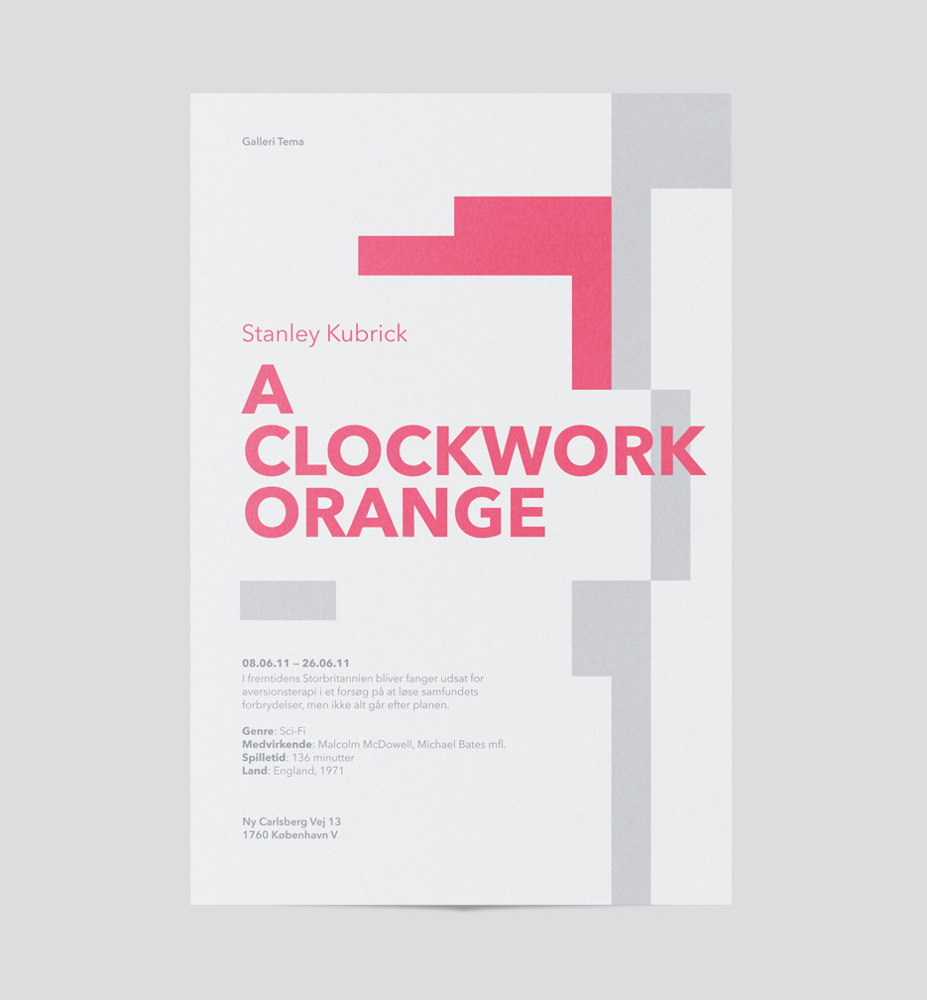 Galleri Tema
Stanley Kubrick
A
CLOCKWORK
ORANGE
08.06.11 – 26.06.11
I fremtidens Storbritannien bliver fanger udsat for
aversionsterapi i et forsøg på at løse samfundets
forbrydelser, men ikke alt går efter planen.
Genre: Sci-Fi
Medvirkende: Malcolm McDowell, Michael Bates mfl.
Spilletid: 136 minutter
Land: England, 1971
Ny Carlsberg Vej 13
1760 København V